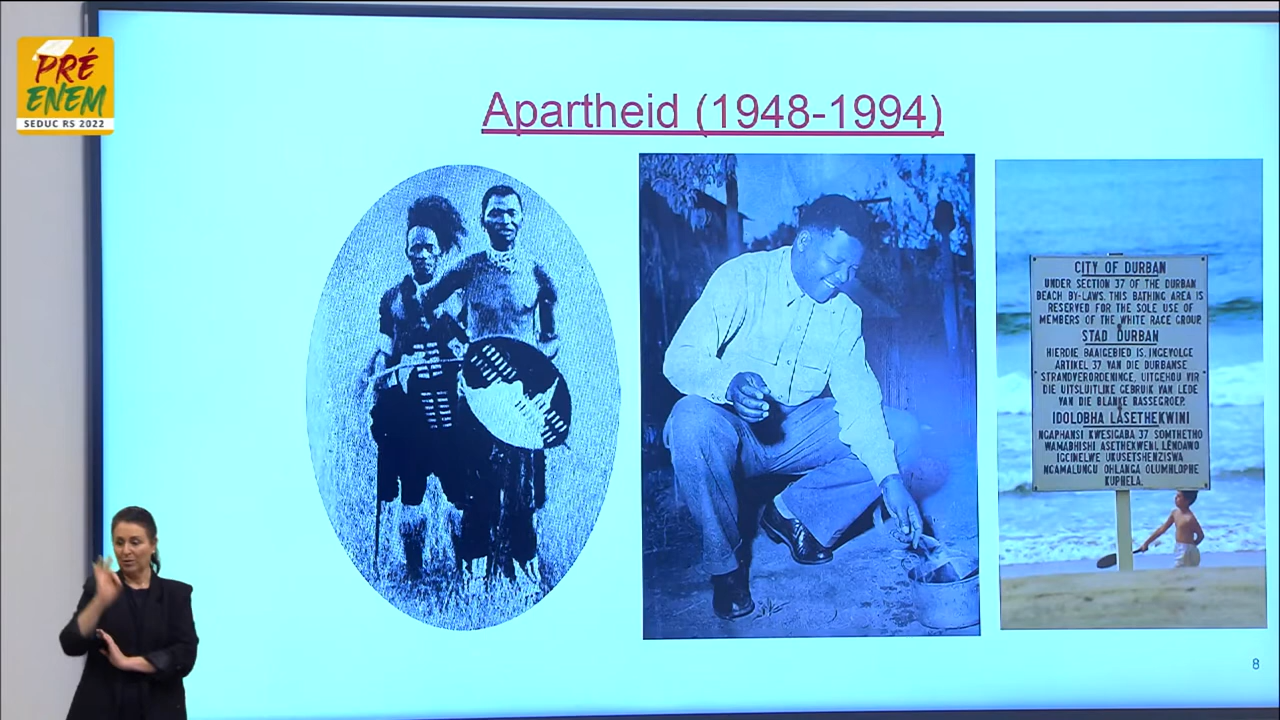 PRÉ
ENEM
SEDUC RS 2022
Apartheid (1948-1994)
CITY OF DURBAN
UNDER SECTION 37 OF THE DURBAN
BEACH BY-LAWS, THIS BATHING AREA IS
RESERVED FOR THE SOLE USE OF
MEMBERS OF THE WHITE RACE GROUP.
STAD DURBAN
HIERDIE BAAIGEBIED IS, INGEVOLGE
ARTIKEL 37 VAN DIE DURBANSE
STRANDVERORDENINGE, UITGEHOU VIR
DIE UITSLUITLIKE GEBRUIK VAN LEDE
VAN DIE BLANKE RASSEGROEP.
IDOLOBHA LASETHEKWINI
NGAPHANSI KWESIGABA 37 SOMTHETHO
WAMABHISHI ASETHEKWENI, LENDAWO
IGCINELWE UKUSETSHENZISWA
NGAMALUNGU OHLANGA OLUMHLOPHE
KUPHELA.
8